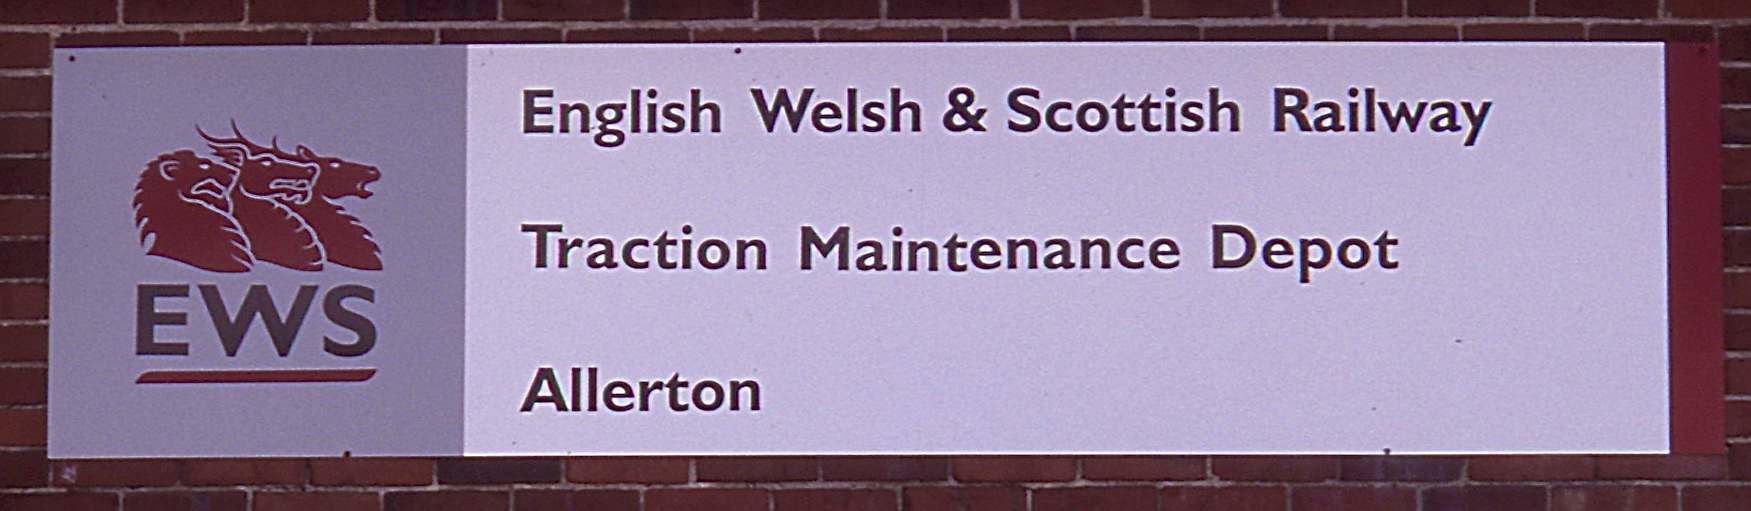 EWS
English Welsh & Scottish Railway
Traction Maintenance Depot
Allerton